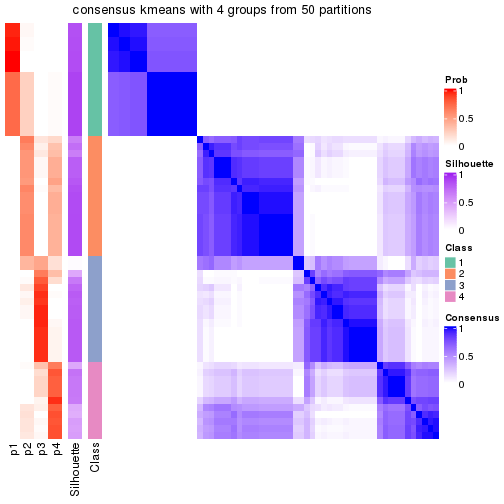 consensus kmeans with 4 groups from 50 partitions
Prob
1
0.5
0
Silhouette
1
0.5
0
Class
1
2
3
4
Consensus
1
0.5
0
p1
p2
p3
p4
Silhouette
Class